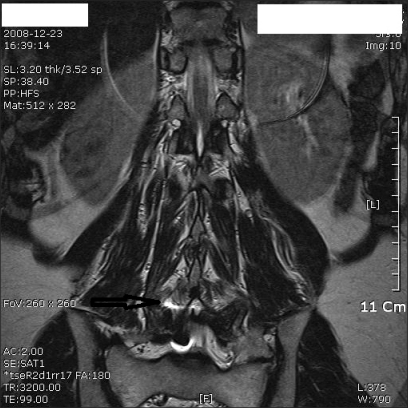 2008-12-23
16:39:14
Img:10
SL:3.20 thk/3.52 sp
SP:38.40
PP:HFS
Mat:512 x 282
[L]
FoV:260 x 260
11 Cm
AC:2.00
SE:SAT1
*tseR2d1rr17 FA:180
TR:3200.00
TE:99.00
[F]
L:378
W:790